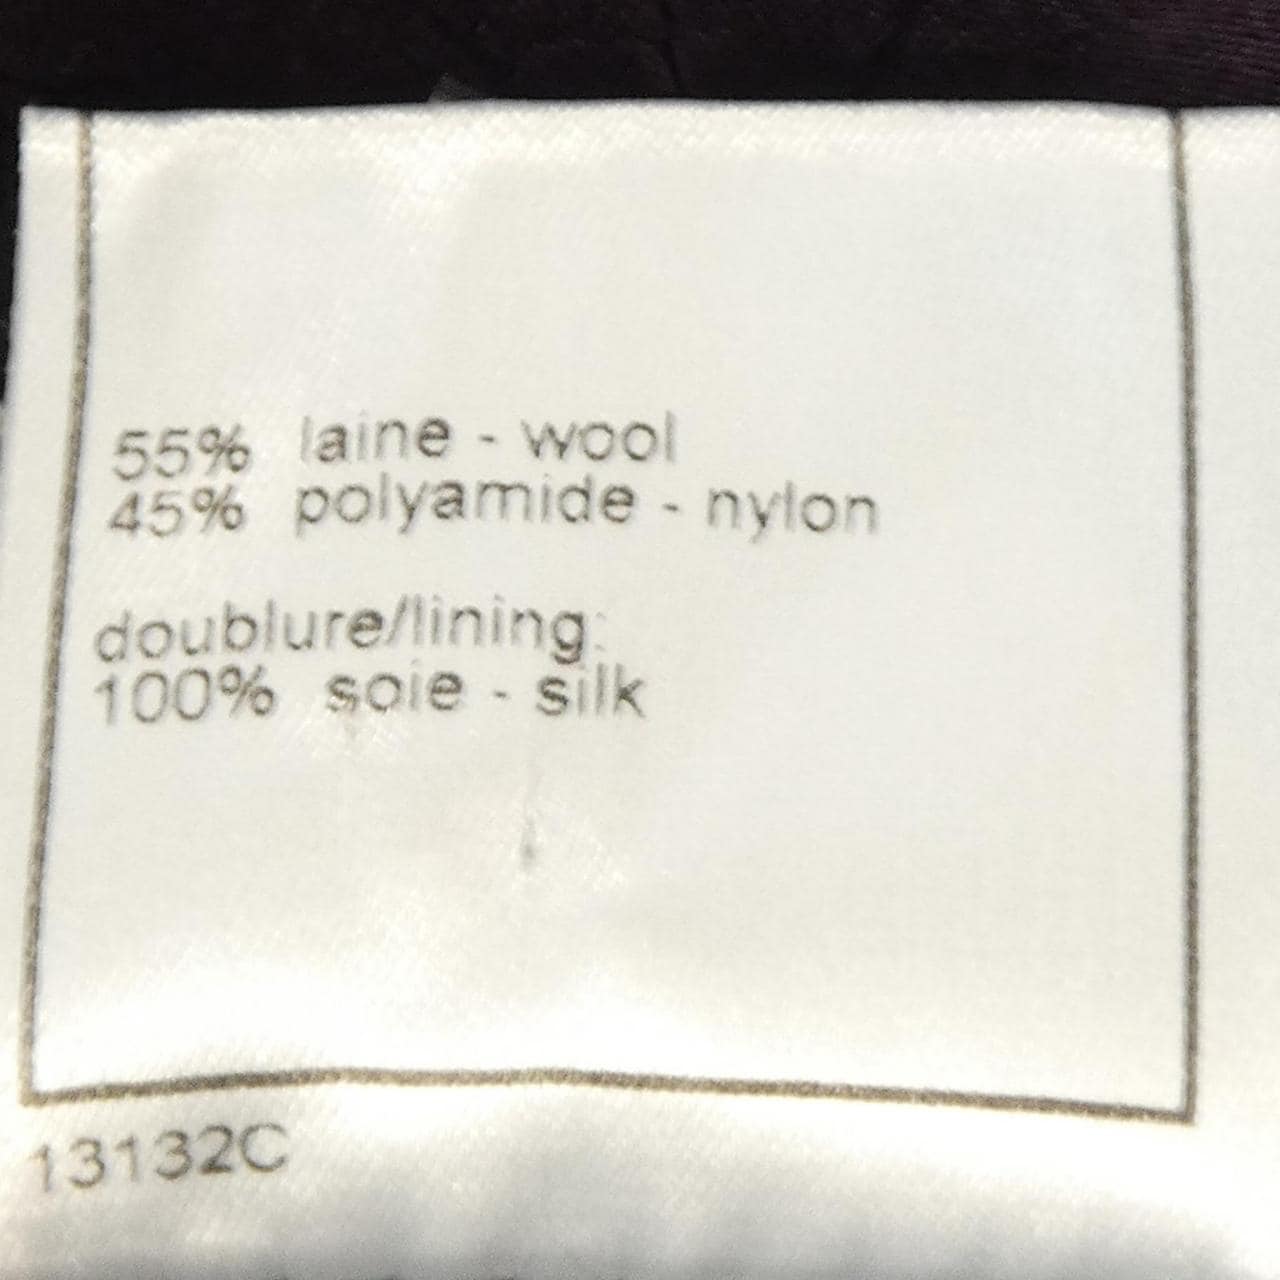 55% laine - wool
45% polyamide - nylon
doublure/lining:
100% soie - silk
13132C